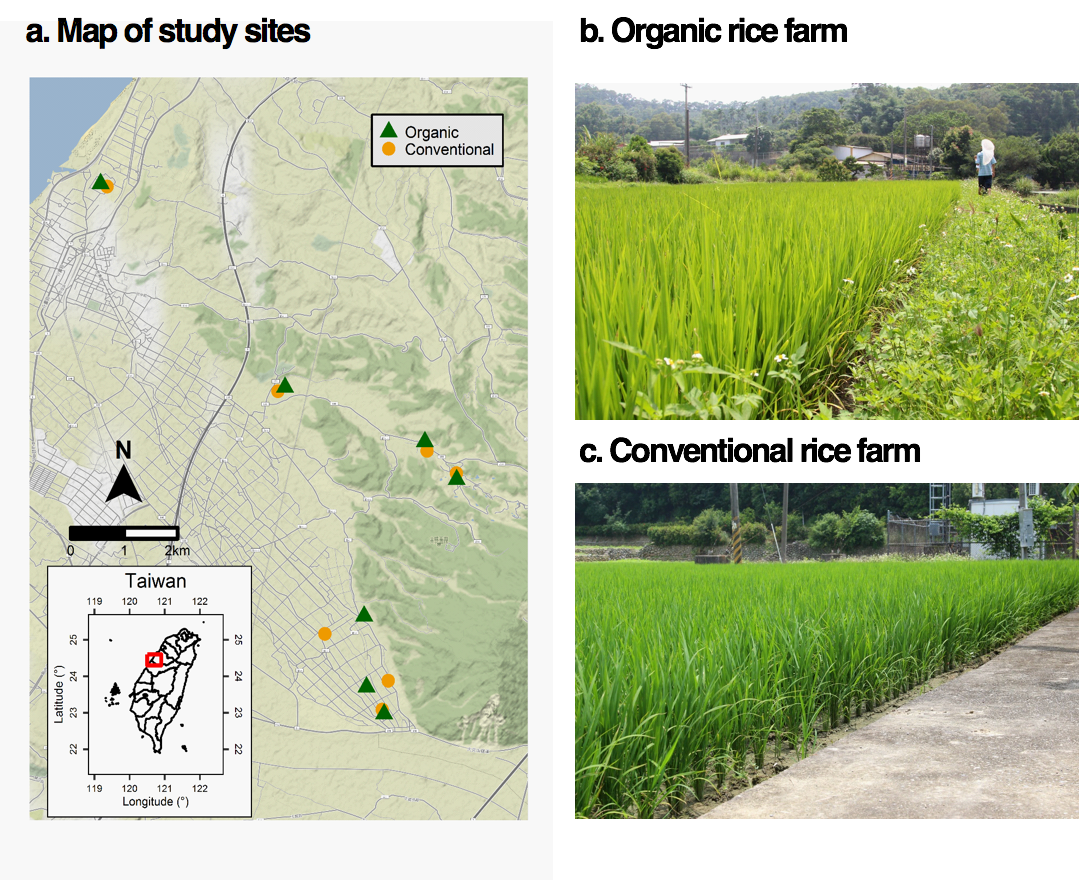 a. Map of study sites
Organic
Conventional
N
0 1 2km
Taiwan
119 120 121 122
25 25
24 24
23 23
22 22
Latitude (°)
119 120 121 122
Longitude (°)
b. Organic rice farm
c. Conventional rice farm